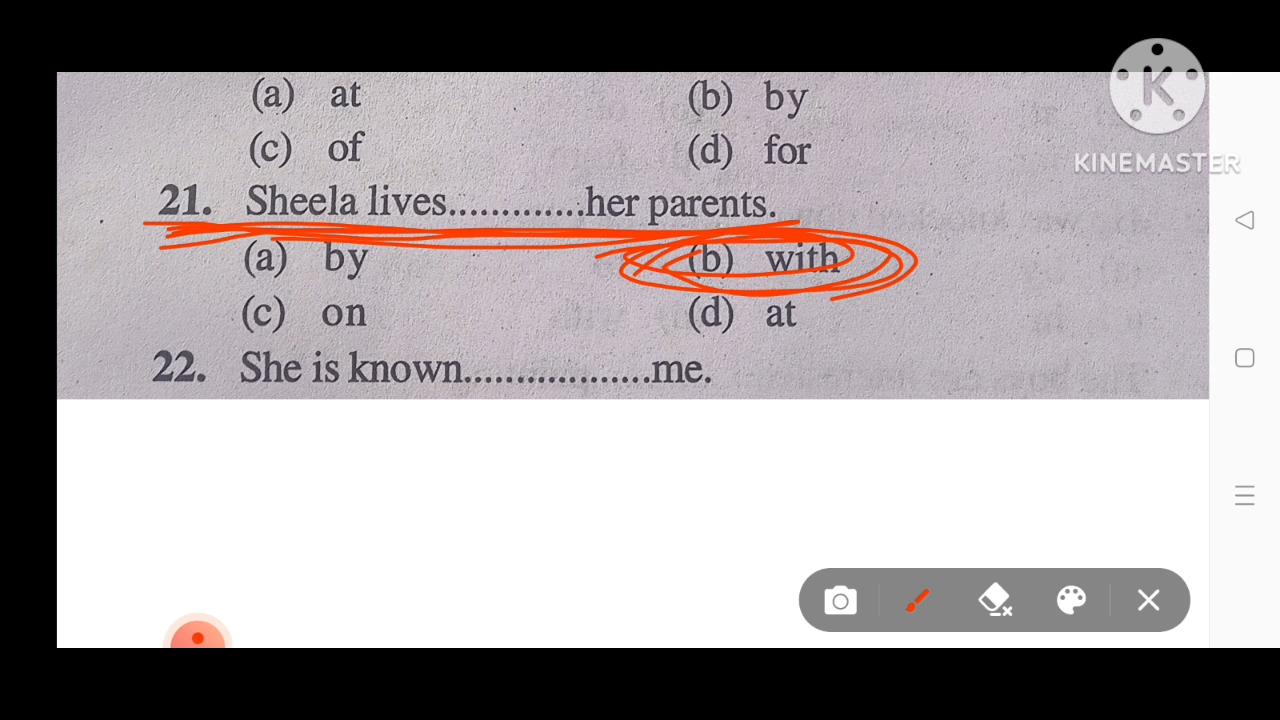 (a) at (b) by
(c) of (d) for
21. Sheela lives.............her parents.
(a) by (b) with
(c) on (d) at
22. She is known..................me.
K
KINEMASTER